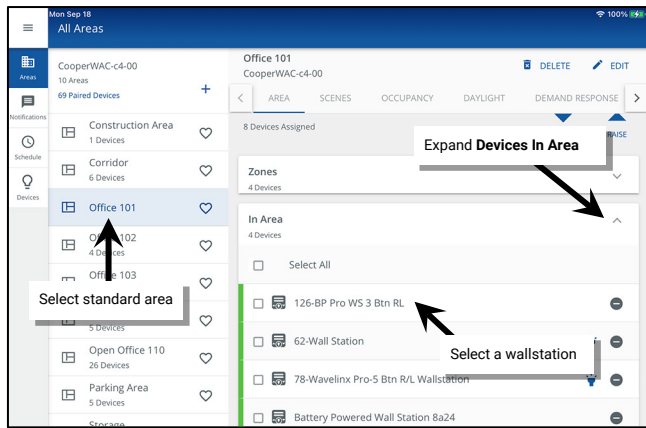 Mon Sep 18
100%
All Areas
Areas
Notifications
Schedule
Devices
CooperWAC-c4-00
10 Areas
69 Paired Devices
+
Construction Area
1 Devices
Corridor
6 Devices
Office 101
Office 102
4 Devices
Office 103
Select standard area
5 Devices
Open Office 110
26 Devices
Parking Area
5 Devices
Storage
Office 101
CooperWAC-c4-00
DELETE
EDIT
AREA SCENES OCCUPANCY DAYLIGHT DEMAND RESPONSE
8 Devices Assigned
RAISE
Expand Devices In Area
Zones
4 Devices
In Area
4 Devices
Select All
126-BP Pro WS 3 Btn RL
62-Wall Station
Select a wallstation
78-Wavelinx Pro-5 Btn R/L Wallstation
Battery Powered Wall Station 8a24